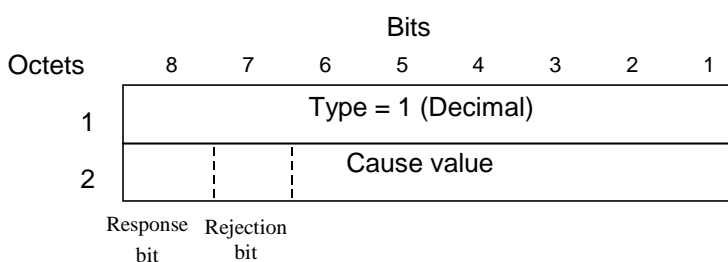 Bits
Octets 8 7 6 5 4 3 2 1
1 Type = 1 (Decimal)
2 Cause value
Response Rejection
bit bit